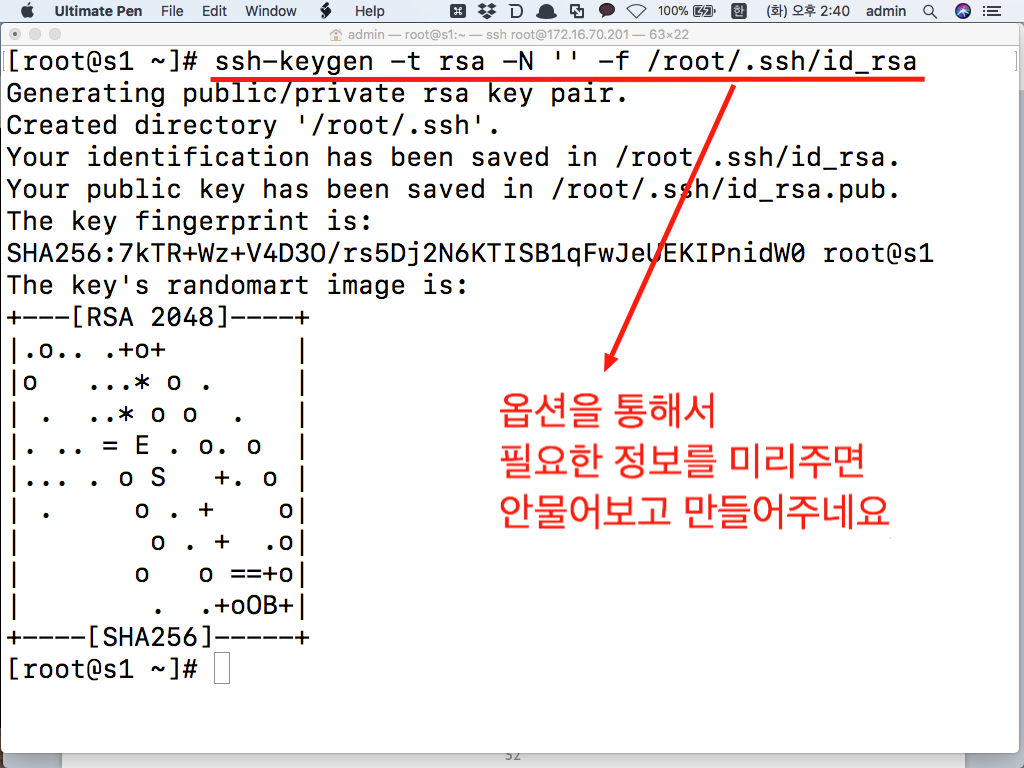 Ultimate Pen File Edit Window Help 100% 한 (화) 오후 2:40 admin
admin — root@s1:~ — ssh root@172.16.70.201 — 63×22
[root@s1 ~]# ssh-keygen -t rsa -N '' -f /root/.ssh/id_rsa
Generating public/private rsa key pair.
Created directory '/root/.ssh'.
Your identification has been saved in /root/.ssh/id_rsa.
Your public key has been saved in /root/.ssh/id_rsa.pub.
The key fingerprint is:
SHA256:7kTR+Wz+V4D3O/rs5Dj2N6KTISB1qFwJeUEKIPnidW0 root@s1
The key's randomart image is:
+---[RSA 2048]----+
|.o.. .+o+        |
|o   ...* o .     |
| .  ..* o o  .   |
|. .. = E . o. o  |
|... . o S   +. o |
| .     o . +    o|
|        o . +  .o|
|       o   o ==+o|
|        .  .+oOB+|
+----[SHA256]-----+
[root@s1 ~]#
옵션을 통해서
필요한 정보를 미리주면
안물어보고 만들어주네요
52